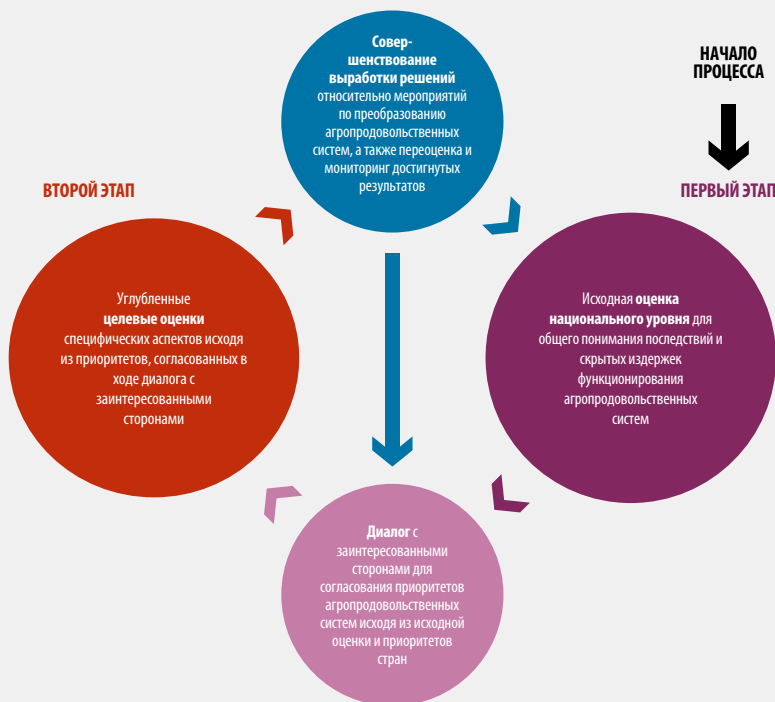 Совер-
шенствование
выработки решений
относительно мероприятий
по преобразованию
агропродовольственных
систем, а также переоценка и
мониторинг достигнутых
результатов
НАЧАЛО
ПРОЦЕССА
ВТОРОЙ ЭТАП
ПЕРВЫЙ ЭТАП
Углубленные
целевые оценки
специфических аспектов исходя
из приоритетов, согласованных в
ходе диалога с
заинтересованными
сторонами
Исходная оценка
национального уровня для
общего понимания последствий и
скрытых издержек
функционирования
агропродовольственных
систем
Диалог с
заинтересованными
сторонами для
согласования приоритетов
агропродовольственных
систем исходя из исходной
оценки и приоритетов
стран